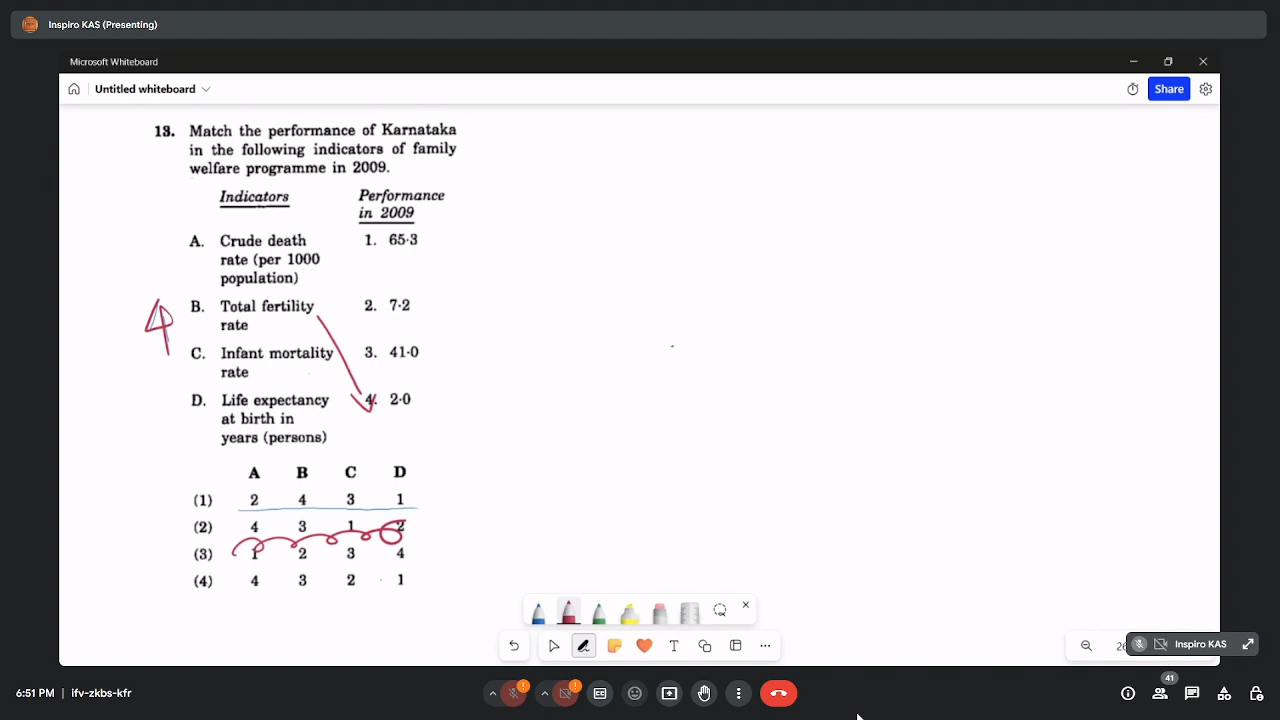 Inspiro KAS (Presenting)
Microsoft Whiteboard
Untitled whiteboard
Share
13. Match the performance of Karnataka
in the following indicators of family
welfare programme in 2009.
Indicators Performance
in 2009
A. Crude death 1. 65·3
rate (per 1000
population)
B. Total fertility 2. 7·2
rate
C. Infant mortality 3. 41·0
rate
D. Life expectancy 4. 2·0
at birth in
years (persons)
A B C D
(1) 2 4 3 1
(2) 4 3 1 2
(3) 1 2 3 4
(4) 4 3 2 1
Inspiro KAS
41
6:51 PM | ifv-zkbs-kfr